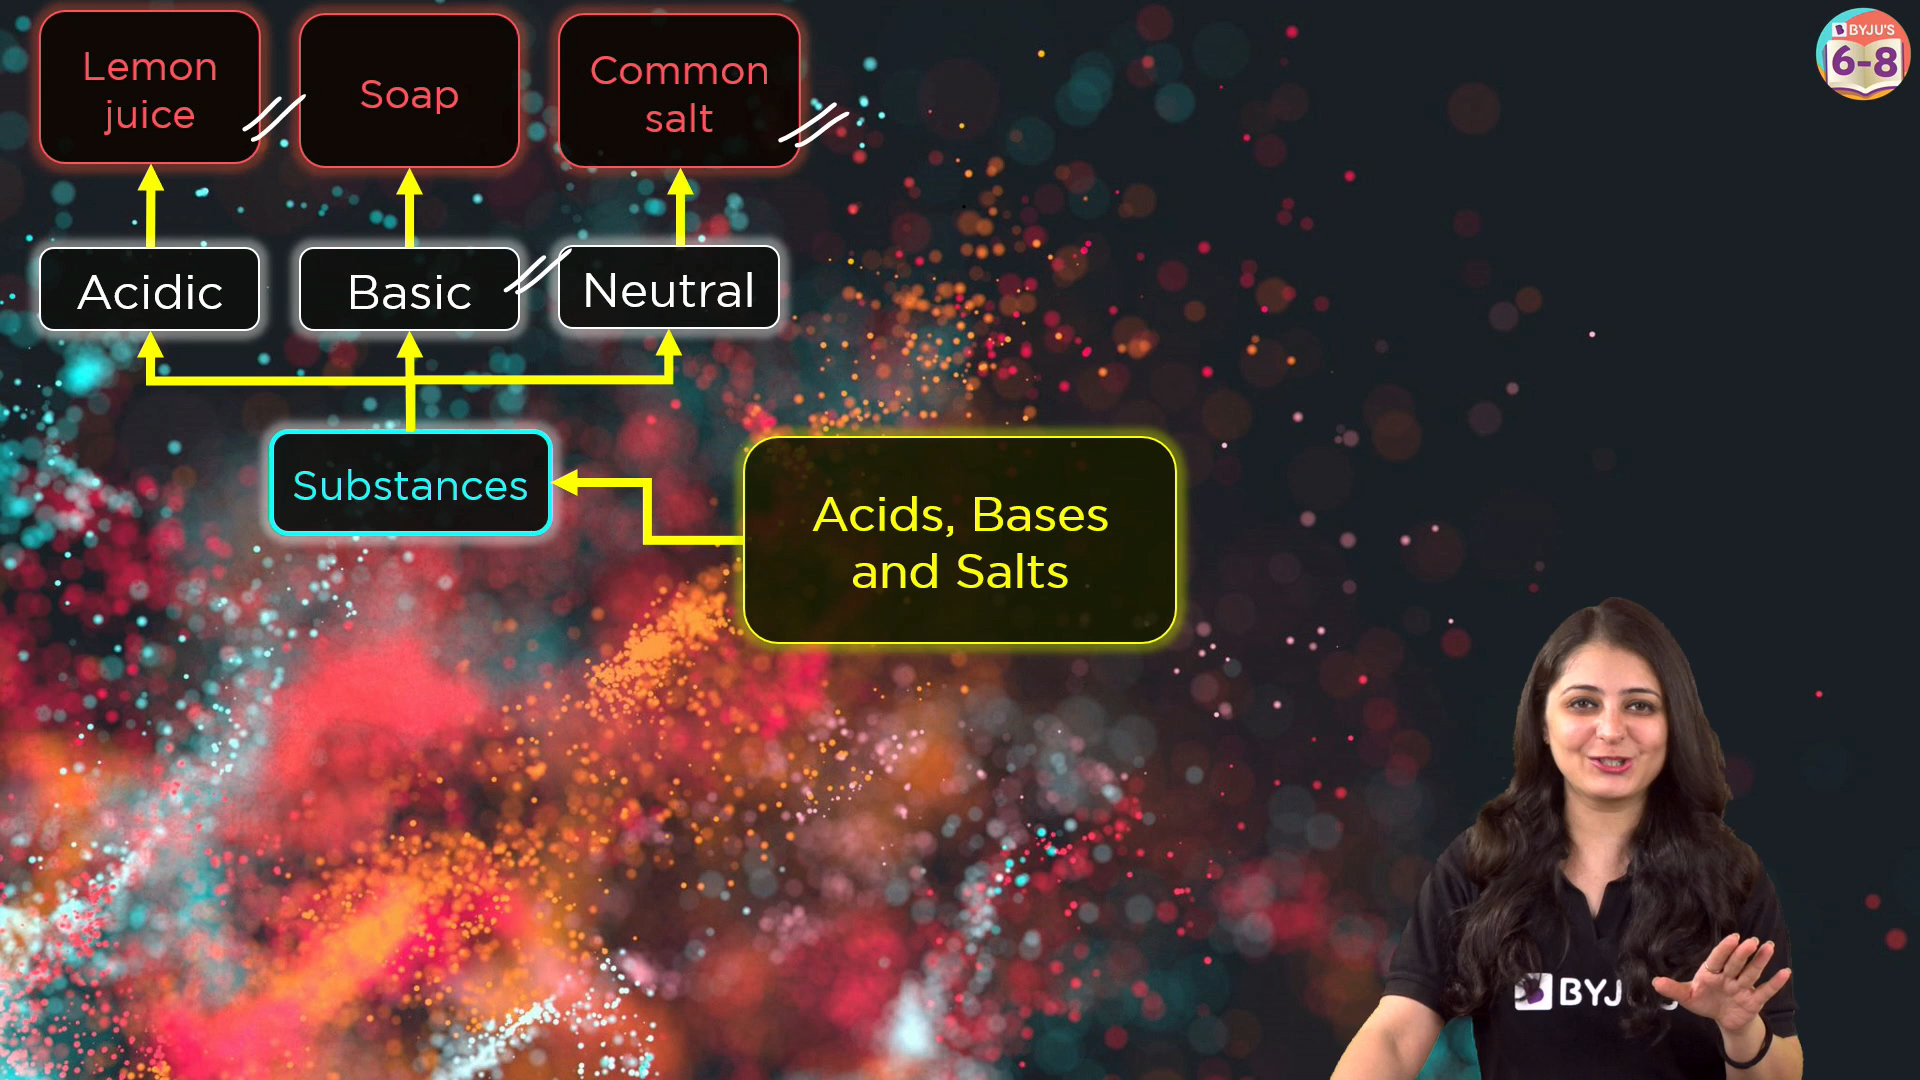 Lemon
juice
Soap
Common
salt
BYJU'S
6-8
Acidic
Basic
Neutral
Substances
Acids, Bases
and Salts
BYJ